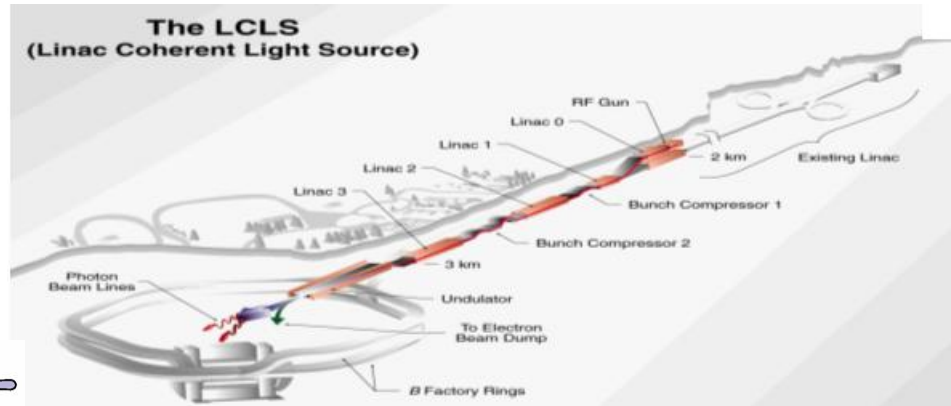 The LCLS
(Linac Coherent Light Source)
RF Gun
Linac 0
Linac 1
2 km
Existing Linac
Linac 2
Linac 3
Bunch Compressor 1
Bunch Compressor 2
3 km
Photon
Beam Lines
Undulator
To Electron
Beam Dump
B Factory Rings